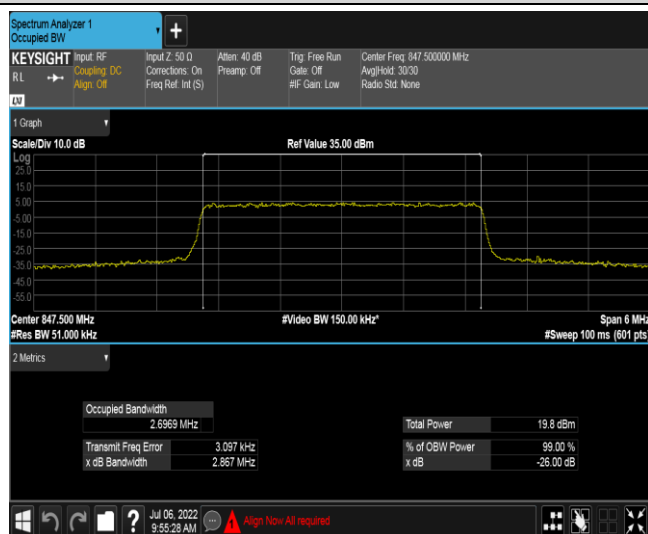 Spectrum Analyzer 1
Occupied BW
+
KEYSIGHT Input: RF Input Z: 50 Ω Atten: 40 dB Trig: Free Run Center Freq: 847.500000 MHz
RL Coupling: DC Corrections: On Preamp: Off Gate: Off Avg|Hold: 30/30
Align: Off Freq Ref: Int (S) #IF Gain: Low Radio Std: None
LXI
1 Graph
Scale/Div 10.0 dB Ref Value 35.00 dBm
Log
25.0
15.0
5.00
-5.00
-15.0
-25.0
-35.0
-45.0
-55.0
Center 847.500 MHz #Video BW 150.00 kHz* Span 6 MHz
#Res BW 51.000 kHz #Sweep 100 ms (601 pts)
2 Metrics
Occupied Bandwidth
2.6969 MHz Total Power 19.8 dBm
Transmit Freq Error 3.097 kHz % of OBW Power 99.00 %
x dB Bandwidth 2.867 MHz x dB -26.00 dB
? Jul 06, 2022
9:55:28 AM Align Now All required